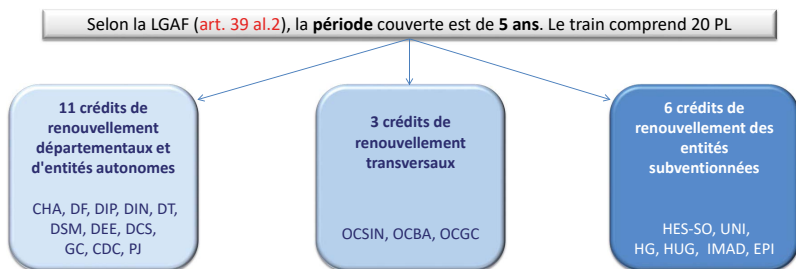 Selon la LGAF (art. 39 al.2), la période couverte est de 5 ans. Le train comprend 20 PL
11 crédits de
renouvellement
départementaux et
d'entités autonomes
CHA, DF, DIP, DIN, DT,
DSM, DEE, DCS,
GC, CDC, PJ
3 crédits de
renouvellement
transversaux
OCSIN, OCBA, OCGC
6 crédits de
renouvellement des
entités
subventionnées
HES-SO, UNI,
HG, HUG, IMAD, EPI